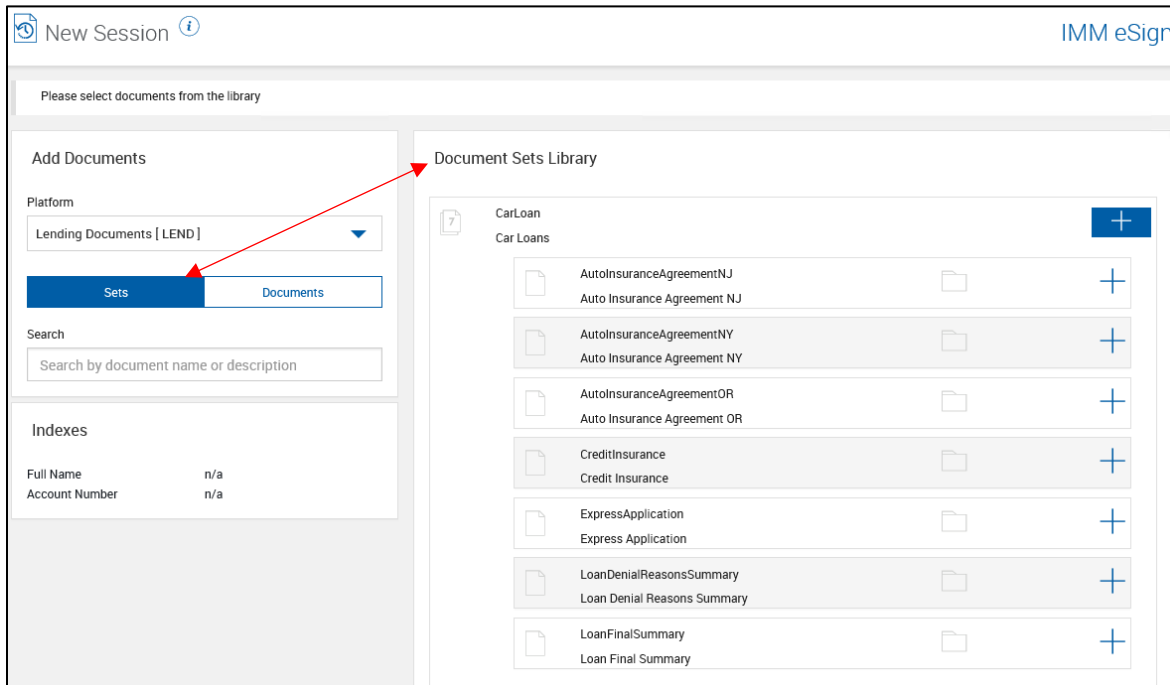 New Session i
IMM eSign
Please select documents from the library
Add Documents
Platform
Lending Documents [ LEND ]
Sets
Documents
Search
Search by document name or description
Indexes
Full Name n/a
Account Number n/a
Document Sets Library
7
CarLoan
Car Loans
AutoInsuranceAgreementNJ
Auto Insurance Agreement NJ
AutoInsuranceAgreementNY
Auto Insurance Agreement NY
AutoInsuranceAgreementOR
Auto Insurance Agreement OR
CreditInsurance
Credit Insurance
ExpressApplication
Express Application
LoanDenialReasonsSummary
Loan Denial Reasons Summary
LoanFinalSummary
Loan Final Summary